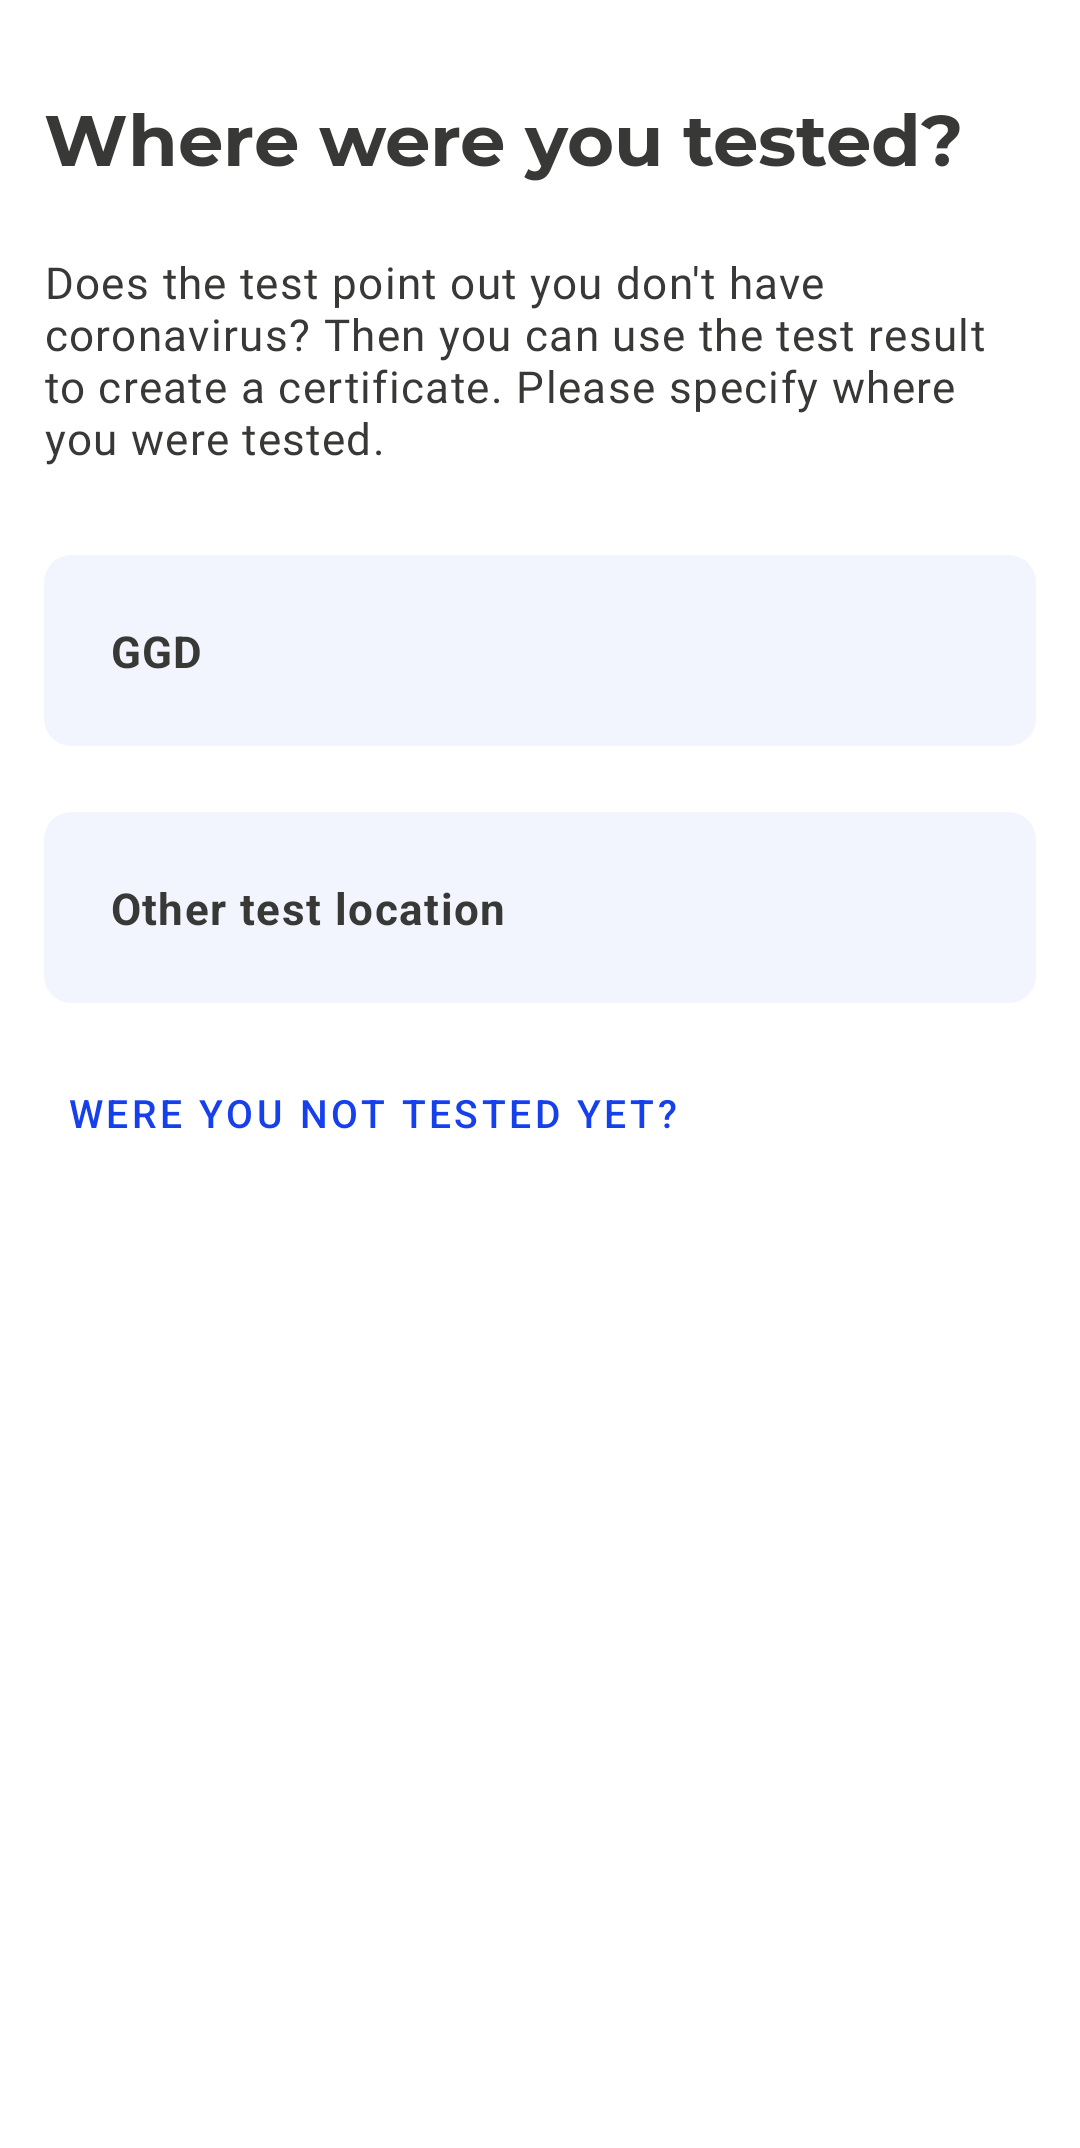 Where were you tested?
Does the test point out you don't have
coronavirus? Then you can use the test result
to create a certificate. Please specify where
you were tested.
GGD
Other test location
WERE YOU NOT TESTED YET?